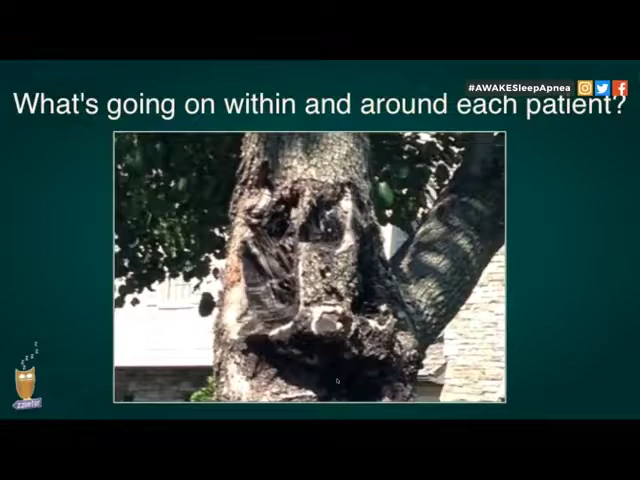 #AWAKESleepApnea
What's going on within and around each patient?
z z z z z